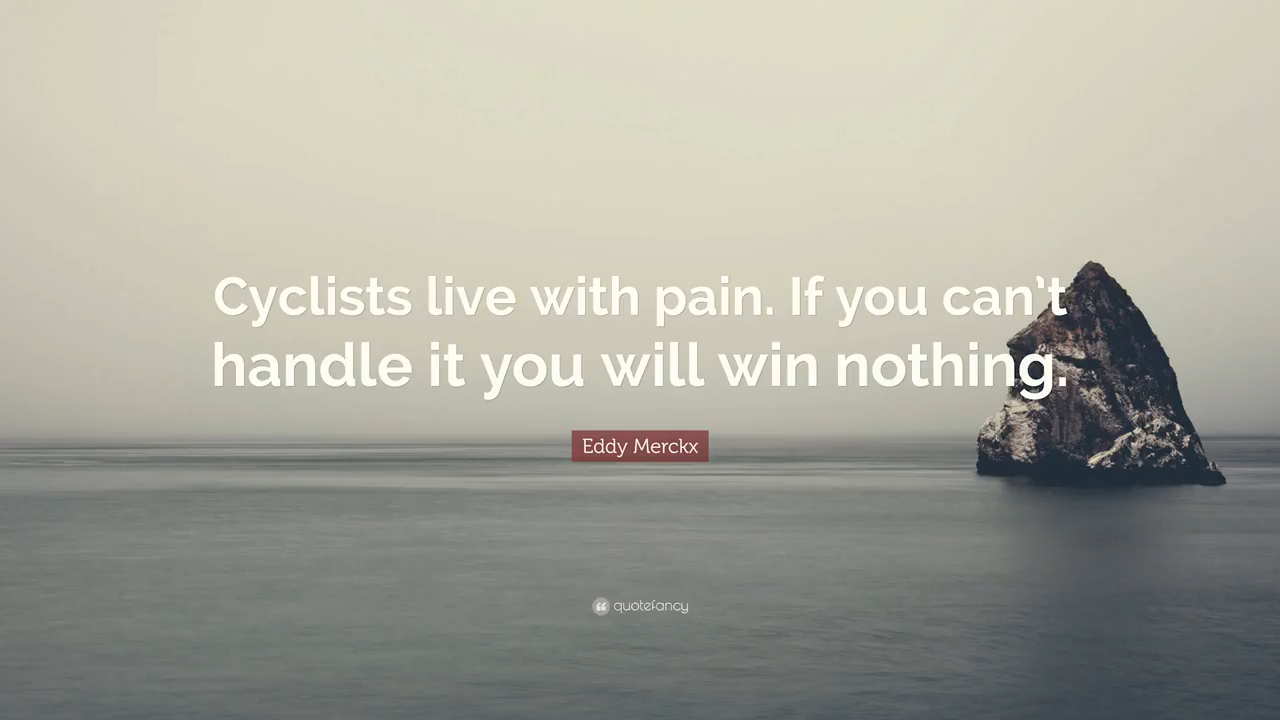 Cyclists live with pain. If you can’t
handle it you will win nothing.
Eddy Merckx
quotefancy